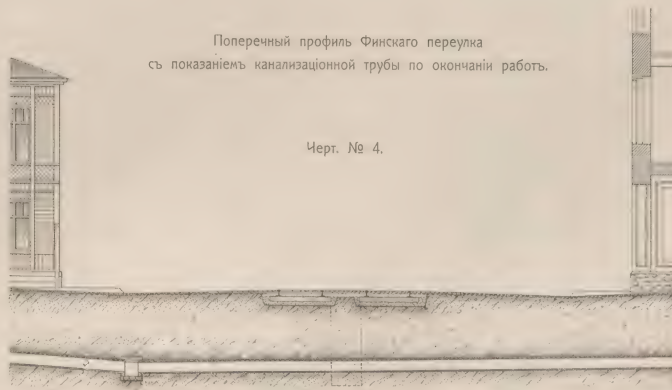 Поперечный профиль Финскаго переулка
съ показаніемъ канализаціонной трубы по окончаніи работъ.
Черт. № 4.